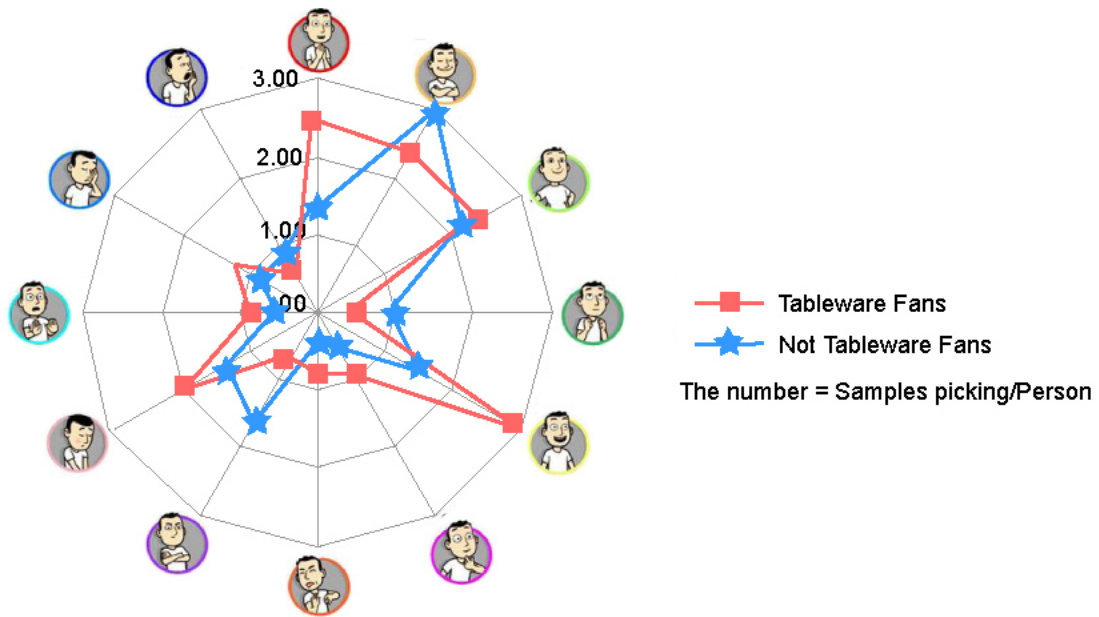 3.00
2.00
1.00
00
Tableware Fans
Not Tableware Fans
The number = Samples picking/Person